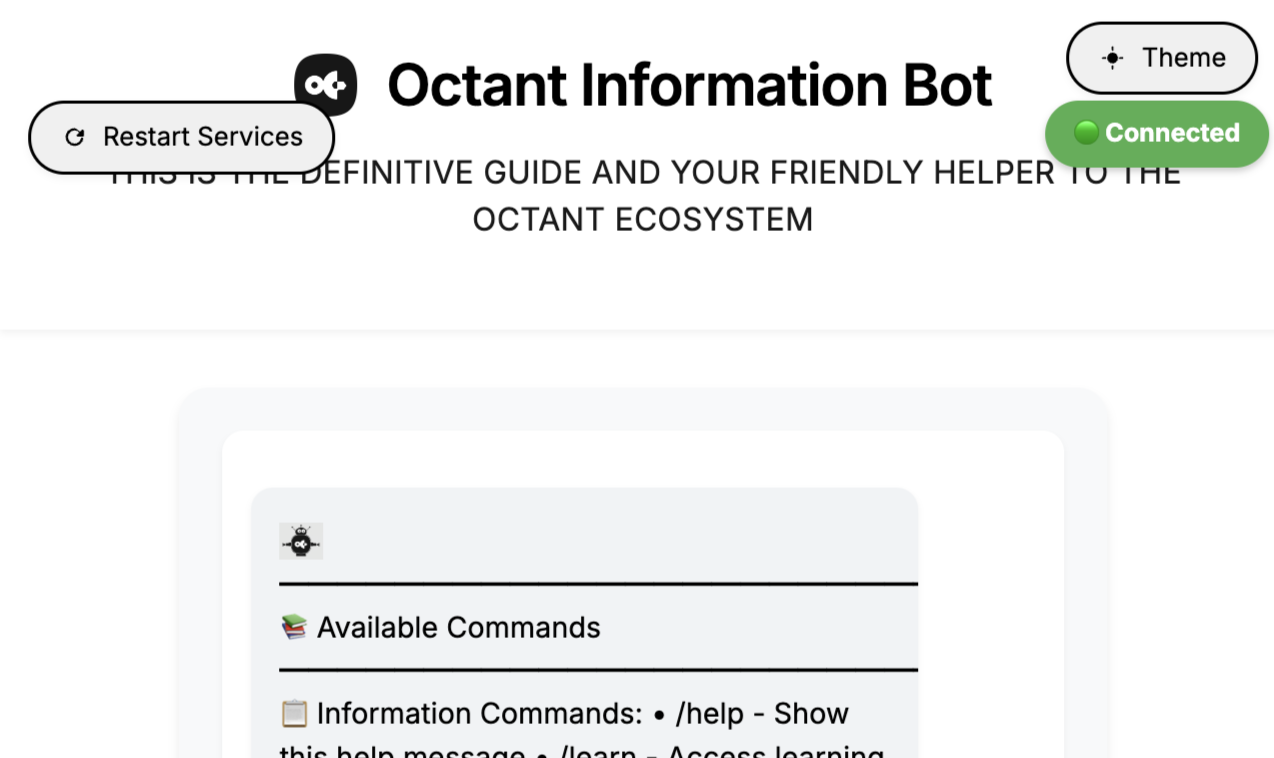 Theme
Octant Information Bot
Restart Services
Connected
THIS IS THE DEFINITIVE GUIDE AND YOUR FRIENDLY HELPER TO THE
OCTANT ECOSYSTEM
Available Commands
Information Commands: • /help - Show
this help message • /learn - Access learning